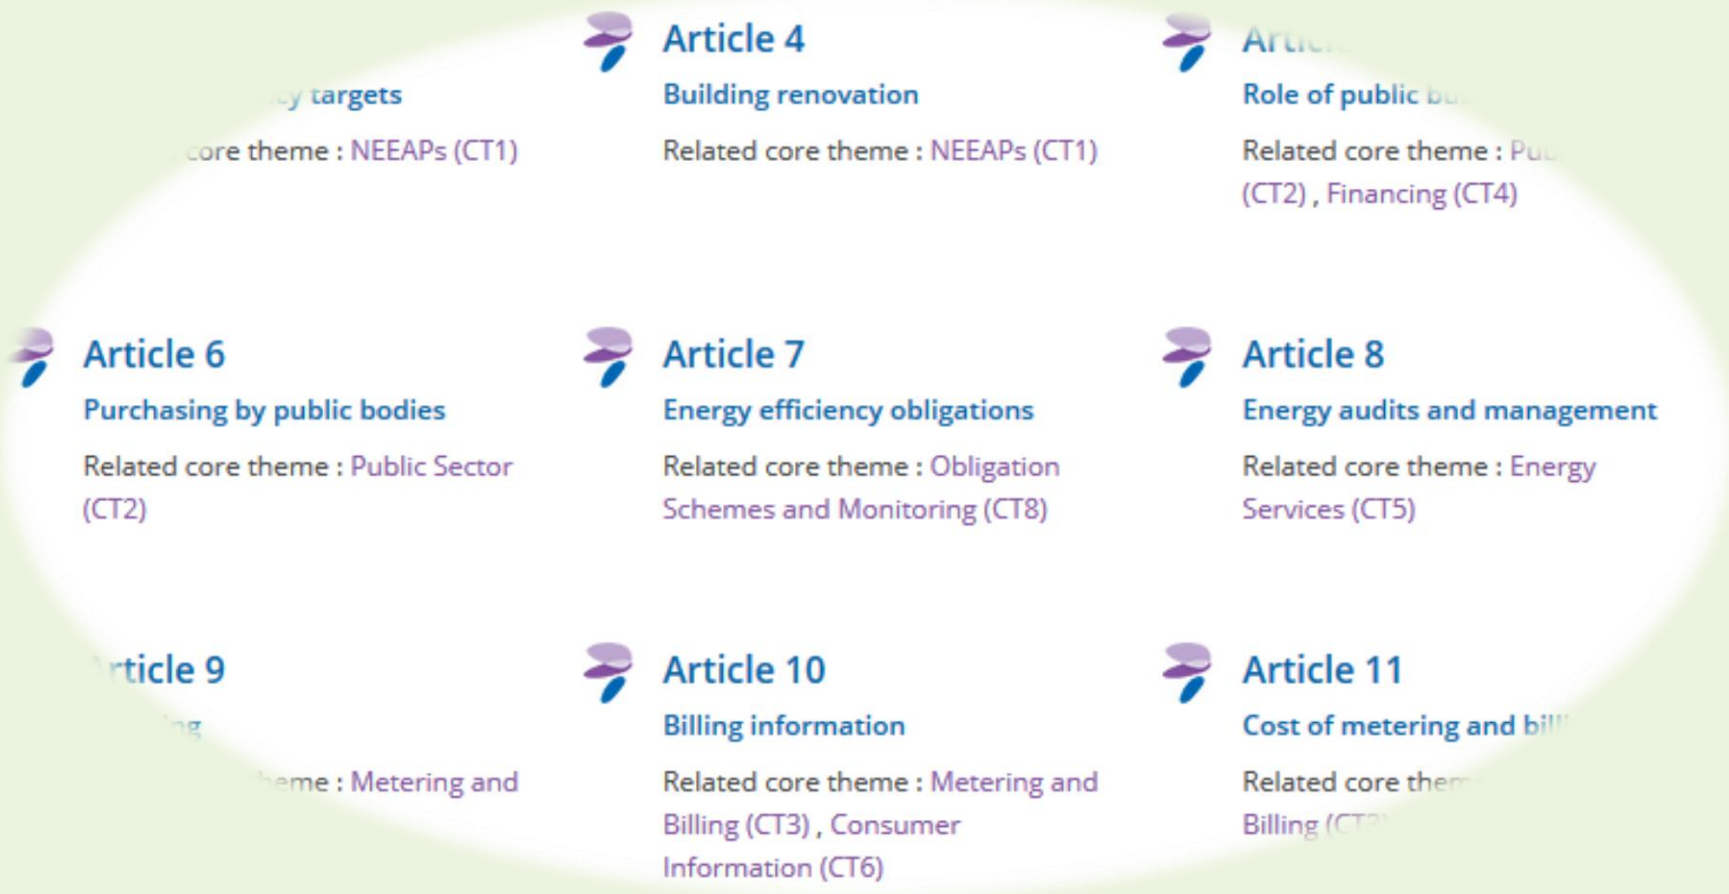 targets
core theme : NEEAPs (CT1)
Article 4
Building renovation
Related core theme : NEEAPs (CT1)
Role of public
Related core theme :
(CT2) , Financing (CT4)
Article 6
Purchasing by public bodies
Related core theme : Public Sector
(CT2)
Article 7
Energy efficiency obligations
Related core theme : Obligation
Schemes and Monitoring (CT8)
Article 8
Energy audits and management
Related core theme : Energy
Services (CT5)
Article 9
: Metering and
Article 10
Billing information
Related core theme : Metering and
Billing (CT3) , Consumer
Information (CT6)
Article 11
Cost of metering and
Related core
Billing